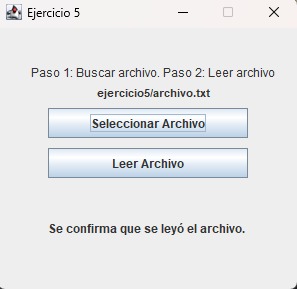 Ejercicio 5
Paso 1: Buscar archivo. Paso 2: Leer archivo
ejercicio5/archivo.txt
Seleccionar Archivo
Leer Archivo
Se confirma que se leyó el archivo.